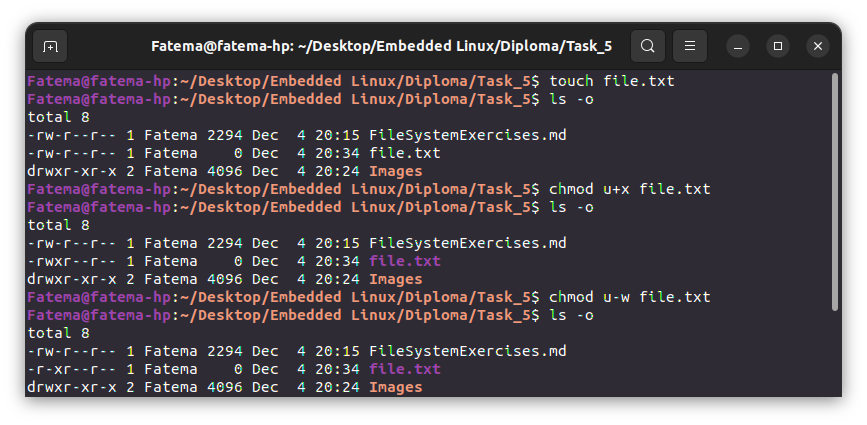 Fatema@fatema-hp: ~/Desktop/Embedded Linux/Diploma/Task_5
Fatema@fatema-hp:~/Desktop/Embedded Linux/Diploma/Task_5$ touch file.txt
Fatema@fatema-hp:~/Desktop/Embedded Linux/Diploma/Task_5$ ls -o
total 8
-rw-r--r-- 1 Fatema 2294 Dec  4 20:15 FileSystemExercises.md
-rw-r--r-- 1 Fatema    0 Dec  4 20:34 file.txt
drwxr-xr-x 2 Fatema 4096 Dec  4 20:24 Images
Fatema@fatema-hp:~/Desktop/Embedded Linux/Diploma/Task_5$ chmod u+x file.txt
Fatema@fatema-hp:~/Desktop/Embedded Linux/Diploma/Task_5$ ls -o
total 8
-rw-r--r-- 1 Fatema 2294 Dec  4 20:15 FileSystemExercises.md
-rwxr--r-- 1 Fatema    0 Dec  4 20:34 file.txt
drwxr-xr-x 2 Fatema 4096 Dec  4 20:24 Images
Fatema@fatema-hp:~/Desktop/Embedded Linux/Diploma/Task_5$ chmod u-w file.txt
Fatema@fatema-hp:~/Desktop/Embedded Linux/Diploma/Task_5$ ls -o
total 8
-rw-r--r-- 1 Fatema 2294 Dec  4 20:15 FileSystemExercises.md
-r-xr--r-- 1 Fatema    0 Dec  4 20:34 file.txt
drwxr-xr-x 2 Fatema 4096 Dec  4 20:24 Images